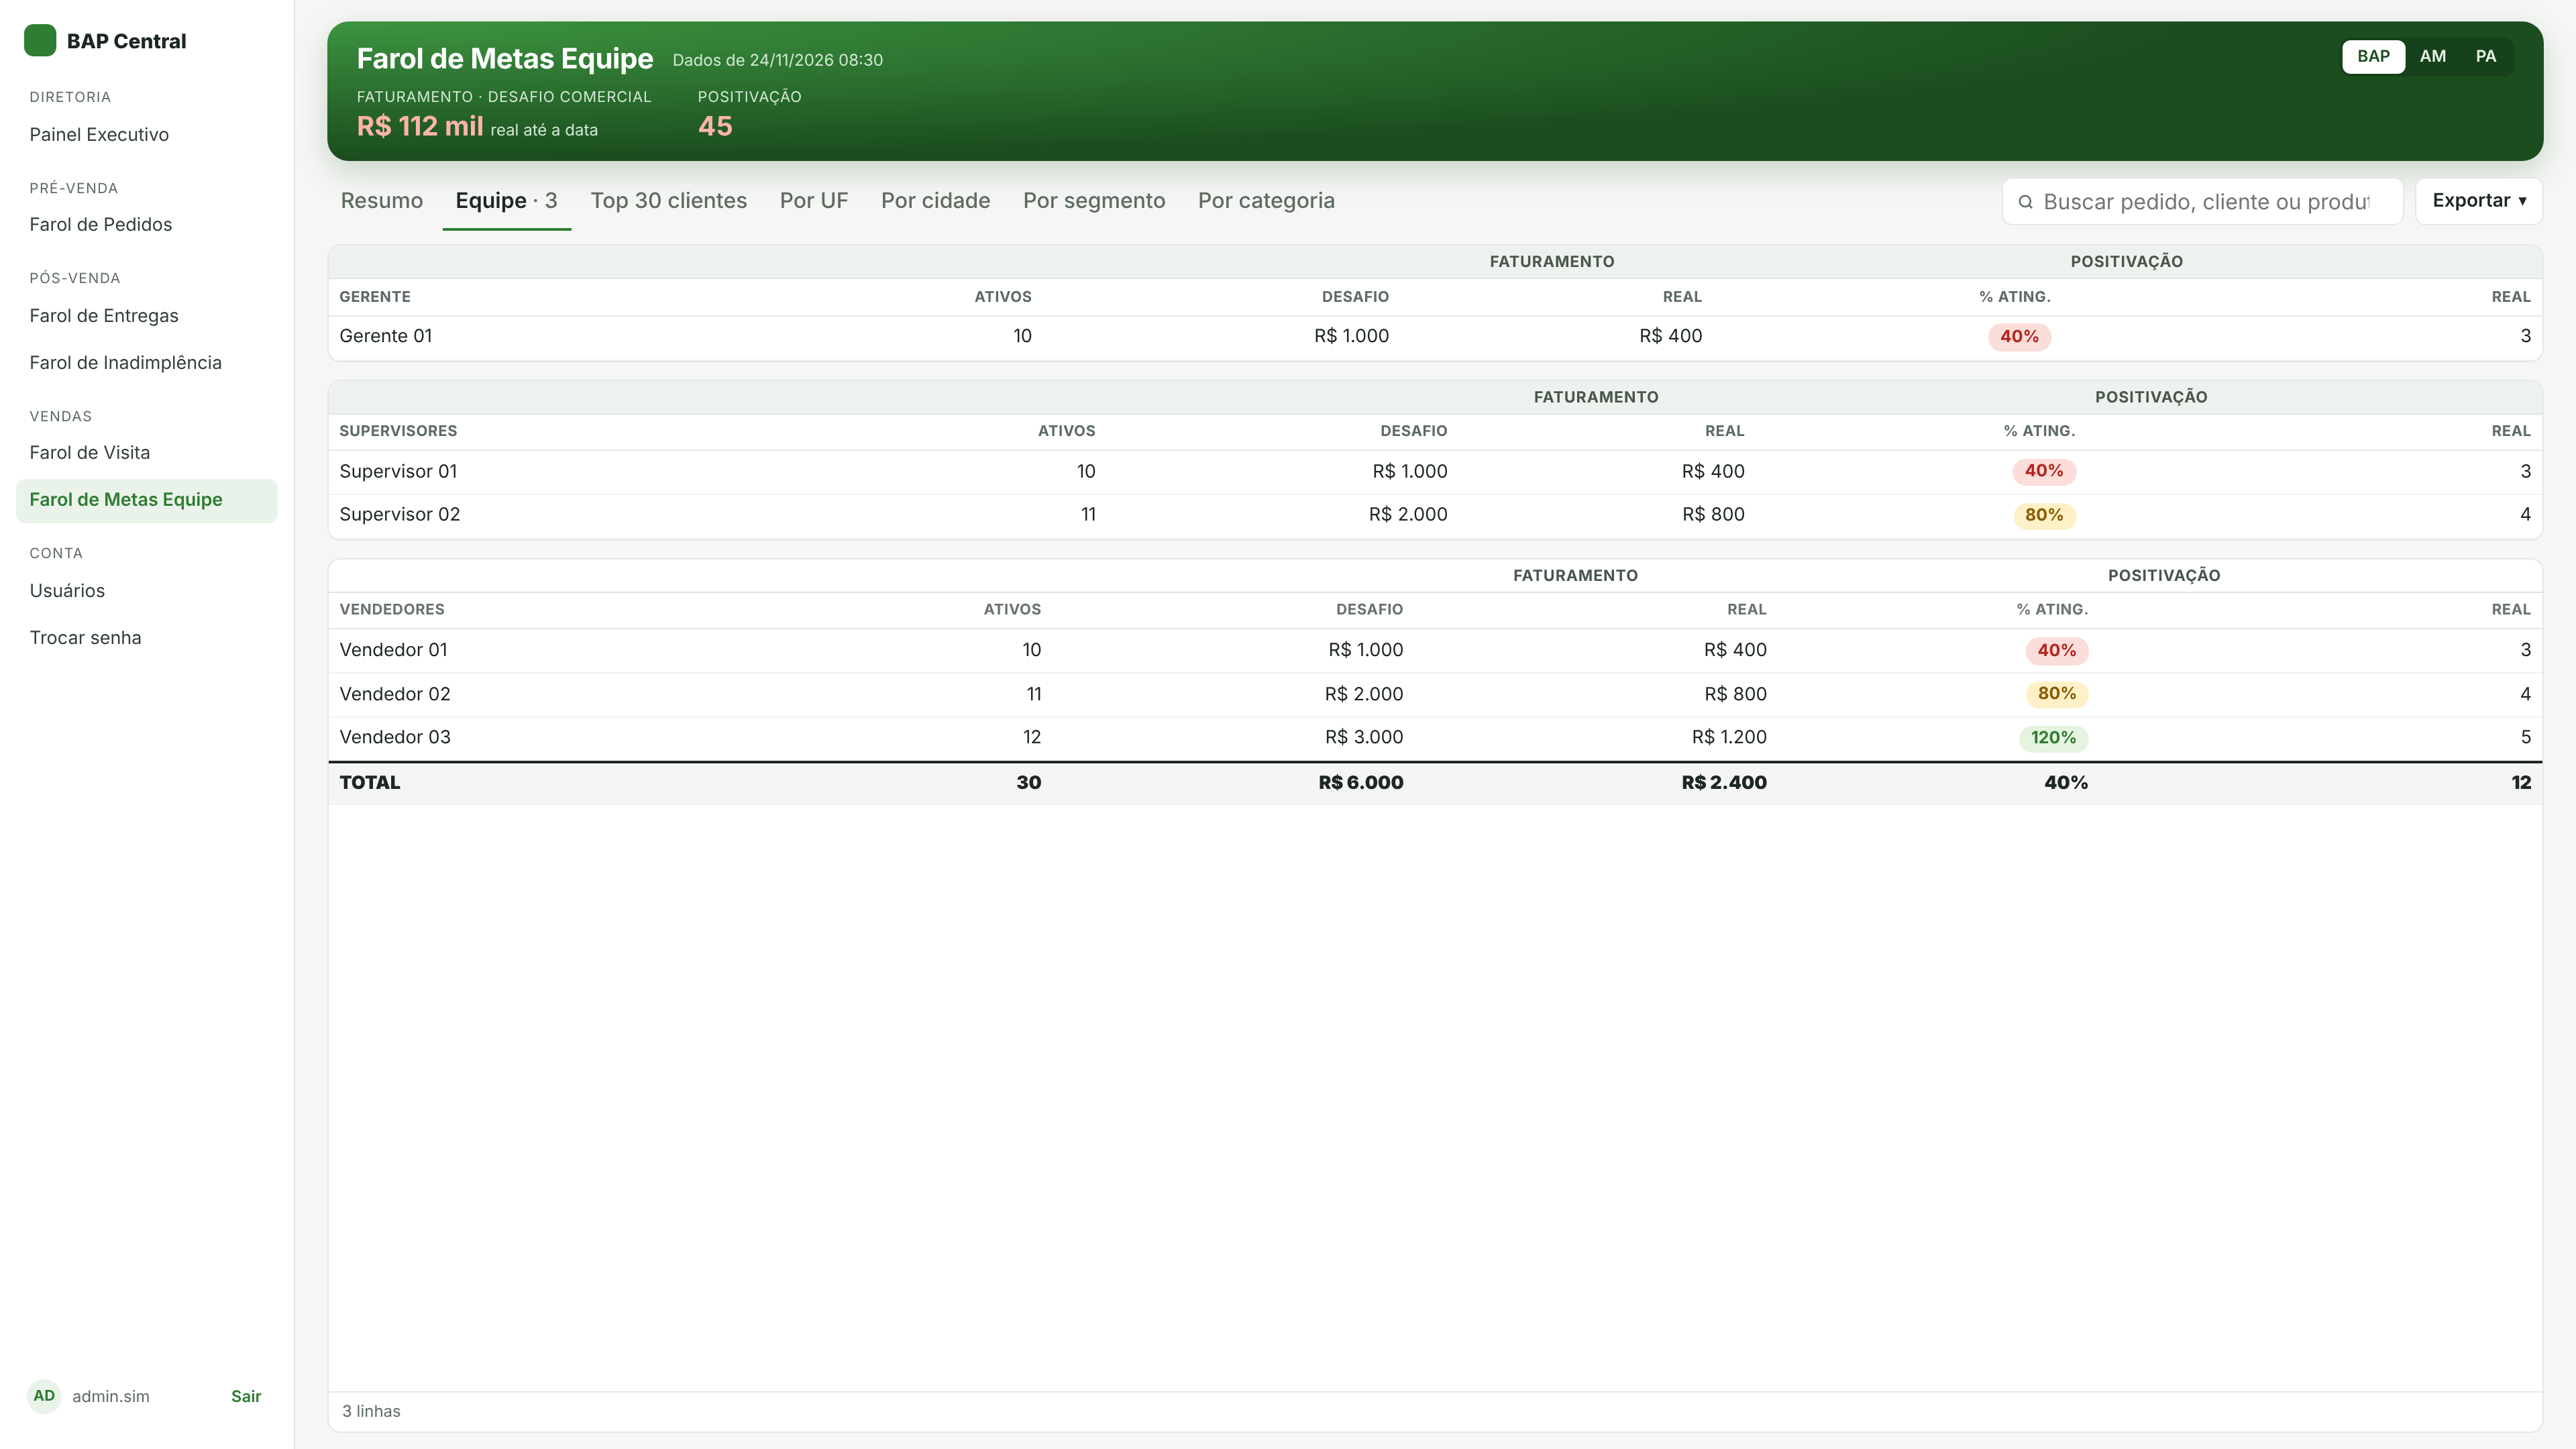 BAP Central
DIRETORIA
Painel Executivo
PRÉ-VENDA
Farol de Pedidos
PÓS-VENDA
Farol de Entregas
Farol de Inadimplência
VENDAS
Farol de Visita
Farol de Metas Equipe
CONTA
Usuários
Trocar senha
AD admin.sim Sair
Farol de Metas Equipe Dados de 24/11/2026 08:30
BAP AM PA
FATURAMENTO · DESAFIO COMERCIAL POSITIVAÇÃO
R$ 112 mil real até a data 45
Resumo Equipe · 3 Top 30 clientes Por UF Por cidade Por segmento Por categoria
Buscar pedido, cliente ou produt Exportar ▾
FATURAMENTO POSITIVAÇÃO
GERENTE ATIVOS DESAFIO REAL % ATING. REAL
Gerente 01 10 R$ 1.000 R$ 400 40% 3
FATURAMENTO POSITIVAÇÃO
SUPERVISORES ATIVOS DESAFIO REAL % ATING. REAL
Supervisor 01 10 R$ 1.000 R$ 400 40% 3
Supervisor 02 11 R$ 2.000 R$ 800 80% 4
FATURAMENTO POSITIVAÇÃO
VENDEDORES ATIVOS DESAFIO REAL % ATING. REAL
Vendedor 01 10 R$ 1.000 R$ 400 40% 3
Vendedor 02 11 R$ 2.000 R$ 800 80% 4
Vendedor 03 12 R$ 3.000 R$ 1.200 120% 5
TOTAL 30 R$ 6.000 R$ 2.400 40% 12
3 linhas